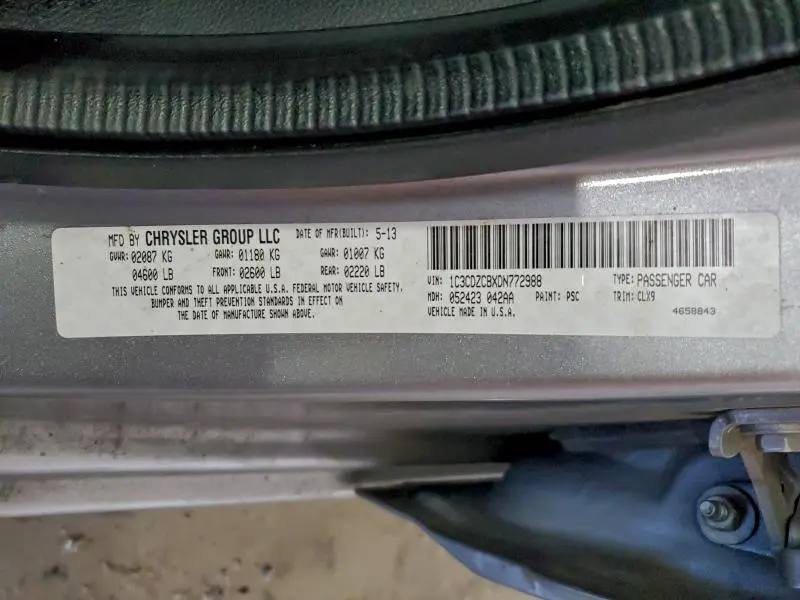 MFD BY CHRYSLER GROUP LLC DATE OF MFR(BUILT): 5-13
GVWR: 02087 KG GAWR: 01180 KG GAWR: 01007 KG
04600 LB FRONT: 02600 LB REAR: 02220 LB
THIS VEHICLE CONFORMS TO ALL APPLICABLE U.S.A. FEDERAL MOTOR VEHICLE SAFETY,
BUMPER AND THEFT PREVENTION STANDARDS IN EFFECT ON
THE DATE OF MANUFACTURE SHOWN ABOVE.
VIN: 1C3CDZCBXDN772988 TYPE: PASSENGER CAR
MDH: 052423 042AA PAINT: PSC TRIM: CLX9
VEHICLE MADE IN U.S.A. 4658843